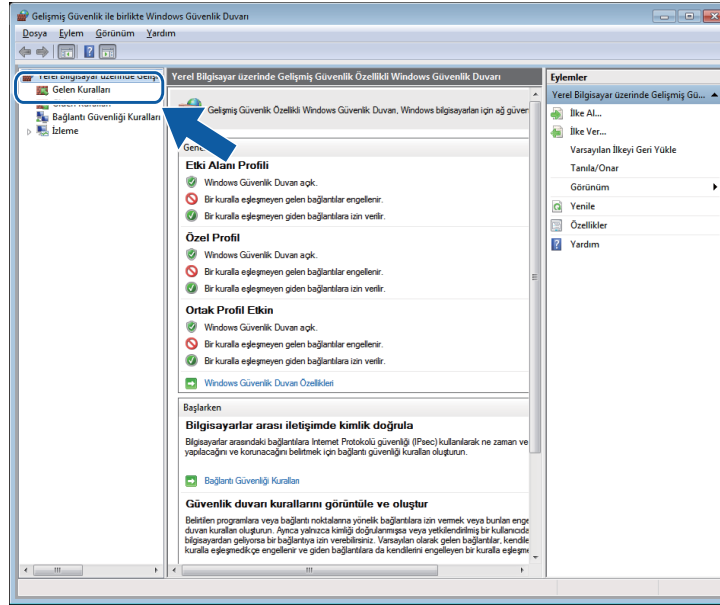 Gelişmiş Güvenlik ile birlikte Windows Güvenlik Duvarı
Dosya Eylem Görünüm Yardım
Yerel Bilgisayar üzerinde Geliş
Gelen Kuralları
Giden Kuralları
Bağlantı Güvenliği Kuralları
İzleme
Yerel Bilgisayar üzerinde Gelişmiş Güvenlik Özellikli Windows Güvenlik Duvarı
Gelişmiş Güvenlik Özellikli Windows Güvenlik Duvarı, Windows bilgisayarları için ağ güven
Gene
Etki Alanı Profili
Windows Güvenlik Duvarı açık.
Bir kuralla eşleşmeyen gelen bağlantılar engellenir.
Bir kuralla eşleşmeyen giden bağlantılara izin verilir.
Özel Profil
Windows Güvenlik Duvarı açık.
Bir kuralla eşleşmeyen gelen bağlantılar engellenir.
Bir kuralla eşleşmeyen giden bağlantılara izin verilir.
Ortak Profil Etkin
Windows Güvenlik Duvarı açık.
Bir kuralla eşleşmeyen gelen bağlantılar engellenir.
Bir kuralla eşleşmeyen giden bağlantılara izin verilir.
Windows Güvenlik Duvarı Özellikleri
Başlarken
Bilgisayarlar arası iletişimde kimlik doğrula
Bilgisayarlar arasındaki bağlantılara Internet Protokolü güvenliği (IPsec) kullanılarak ne zaman ve
yapılacağını ve korunacağını belirtmek için bağlantı güvenliği kuralları oluşturun.
Bağlantı Güvenliği Kuralları
Güvenlik duvarı kurallarını görüntüle ve oluştur
Belirtilen programlara veya bağlantı noktalarına yönelik bağlantılara izin vermek veya bunları enge
duvarı kuralları oluşturun. Ayrıca yalnızca kimliği doğrulanmışsa veya yetkilendirilmiş bir kullanıcıda
bilgisayardan geliyorsa bir bağlantıya izin verebilirsiniz. Varsayılan olarak gelen bağlantılar, kendile
kuralla eşleşmedikçe engellenir ve giden bağlantılara da kendilerini engelleyen bir kuralla eşleşme
Eylemler
Yerel Bilgisayar üzerinde Gelişmiş Gü...
İlke Al...
İlke Ver...
Varsayılan İlkeyi Geri Yükle
Tanıla/Onar
Görünüm
Yenile
Özellikler
Yardım